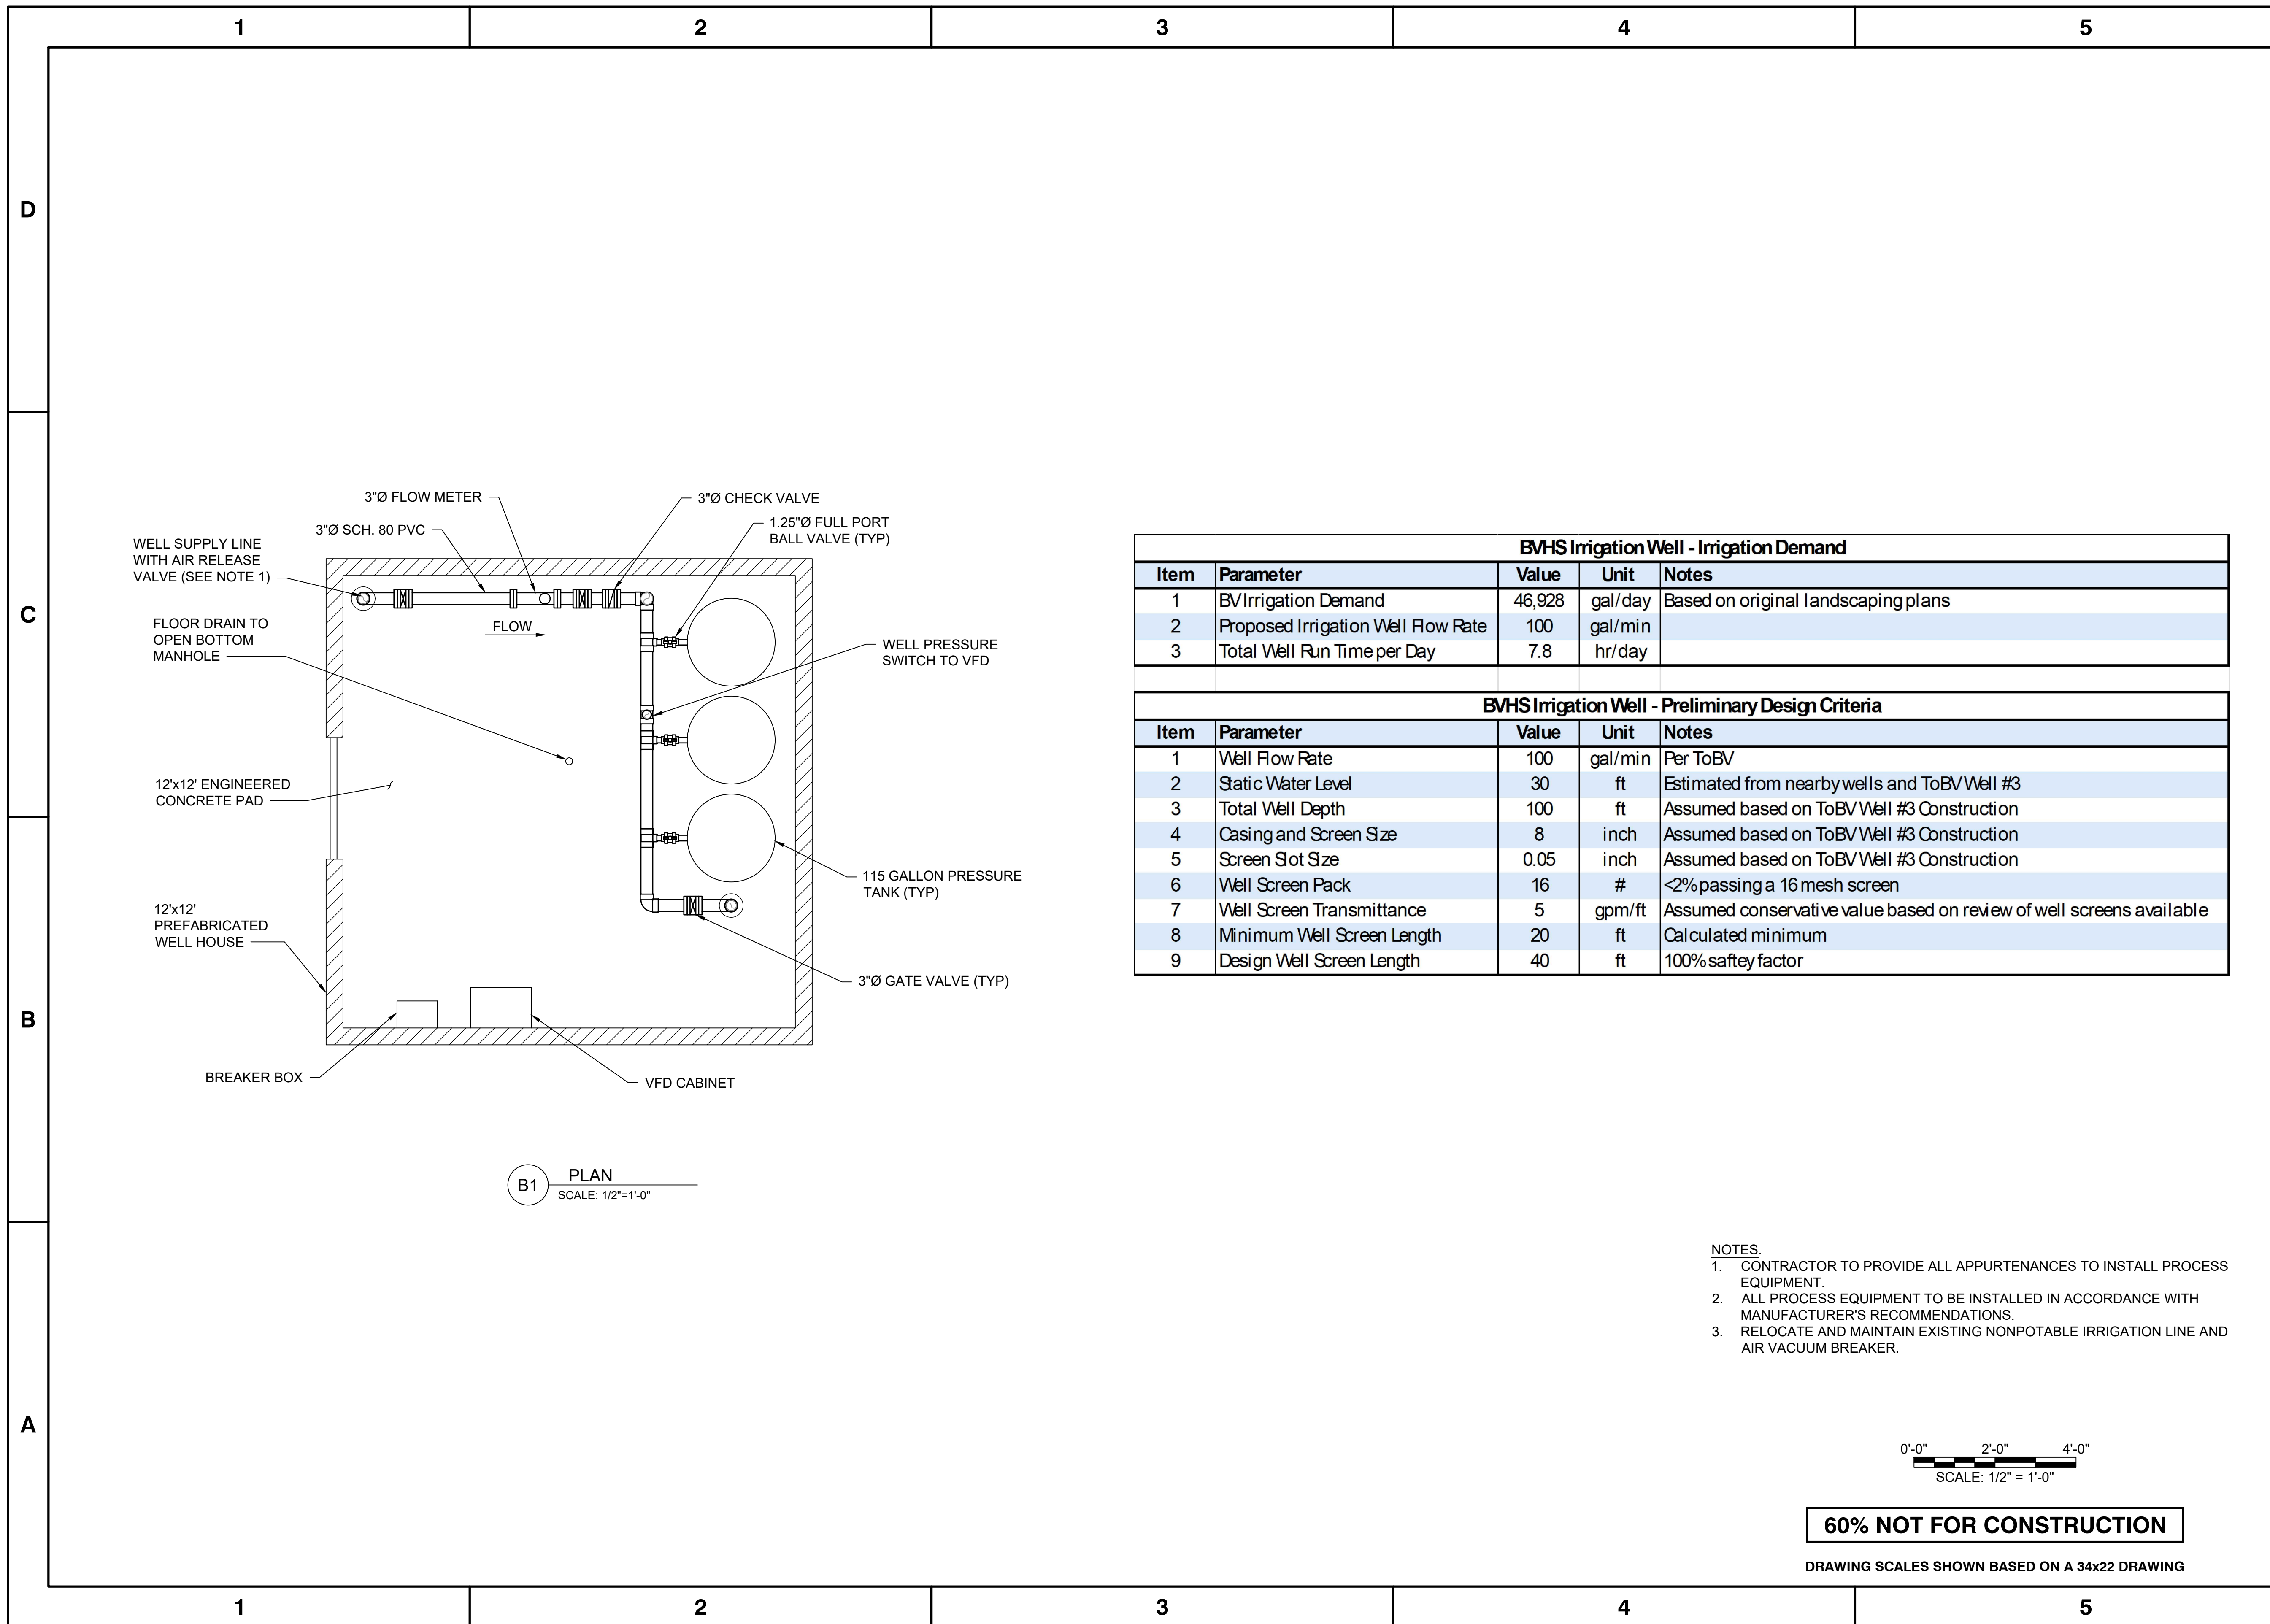 1 2 3 4 5
D
C
B
A
3"Ø FLOW METER
3"Ø SCH. 80 PVC
WELL SUPPLY LINE
WITH AIR RELEASE
VALVE (SEE NOTE 1)
FLOOR DRAIN TO
OPEN BOTTOM
MANHOLE
12'x12' ENGINEERED
CONCRETE PAD
12'x12'
PREFABRICATED
WELL HOUSE
BREAKER BOX
FLOW
3"Ø CHECK VALVE
1.25"Ø FULL PORT
BALL VALVE (TYP)
WELL PRESSURE
SWITCH TO VFD
115 GALLON PRESSURE
TANK (TYP)
3"Ø GATE VALVE (TYP)
VFD CABINET
B1 PLAN
SCALE: 1/2"=1'-0"
BVHS Irrigation Well - Irrigation Demand
Item Parameter Value Unit Notes
1 BV Irrigation Demand 46,928 gal/day Based on original landscaping plans
2 Proposed Irrigation Well Flow Rate 100 gal/min
3 Total Well Run Time per Day 7.8 hr/day
BVHS Irrigation Well - Preliminary Design Criteria
Item Parameter Value Unit Notes
1 Well Flow Rate 100 gal/min Per ToBV
2 Static Water Level 30 ft Estimated from nearby wells and ToBV Well #3
3 Total Well Depth 100 ft Assumed based on ToBV Well #3 Construction
4 Casing and Screen Size 8 inch Assumed based on ToBV Well #3 Construction
5 Screen Slot Size 0.05 inch Assumed based on ToBV Well #3 Construction
6 Well Screen Pack 16 # <2% passing a 16 mesh screen
7 Well Screen Transmittance 5 gpm/ft Assumed conservative value based on review of well screens available
8 Minimum Well Screen Length 20 ft Calculated minimum
9 Design Well Screen Length 40 ft 100% saftey factor
NOTES.
1. CONTRACTOR TO PROVIDE ALL APPURTENANCES TO INSTALL PROCESS
EQUIPMENT.
2. ALL PROCESS EQUIPMENT TO BE INSTALLED IN ACCORDANCE WITH
MANUFACTURER'S RECOMMENDATIONS.
3. RELOCATE AND MAINTAIN EXISTING NONPOTABLE IRRIGATION LINE AND
AIR VACUUM BREAKER.
0'-0" 2'-0" 4'-0"
SCALE: 1/2" = 1'-0"
60% NOT FOR CONSTRUCTION
DRAWING SCALES SHOWN BASED ON A 34x22 DRAWING
1 2 3 4 5